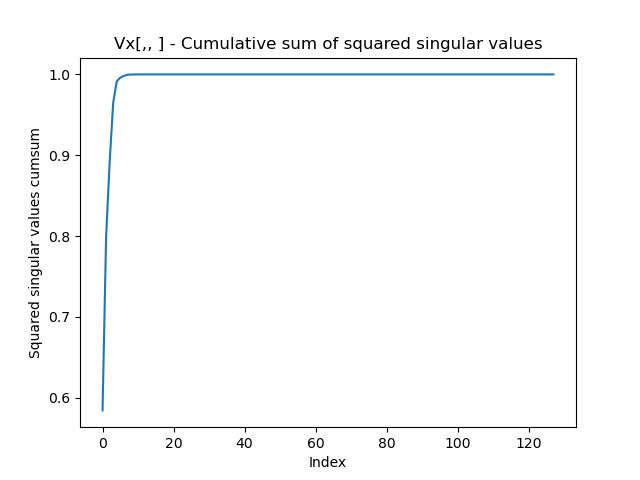 Vx[,, ] - Cumulative sum of squared singular values
1.0
0.9
0.8
0.7
0.6
Squared singular values cumsum
0 20 40 60 80 100 120
Index